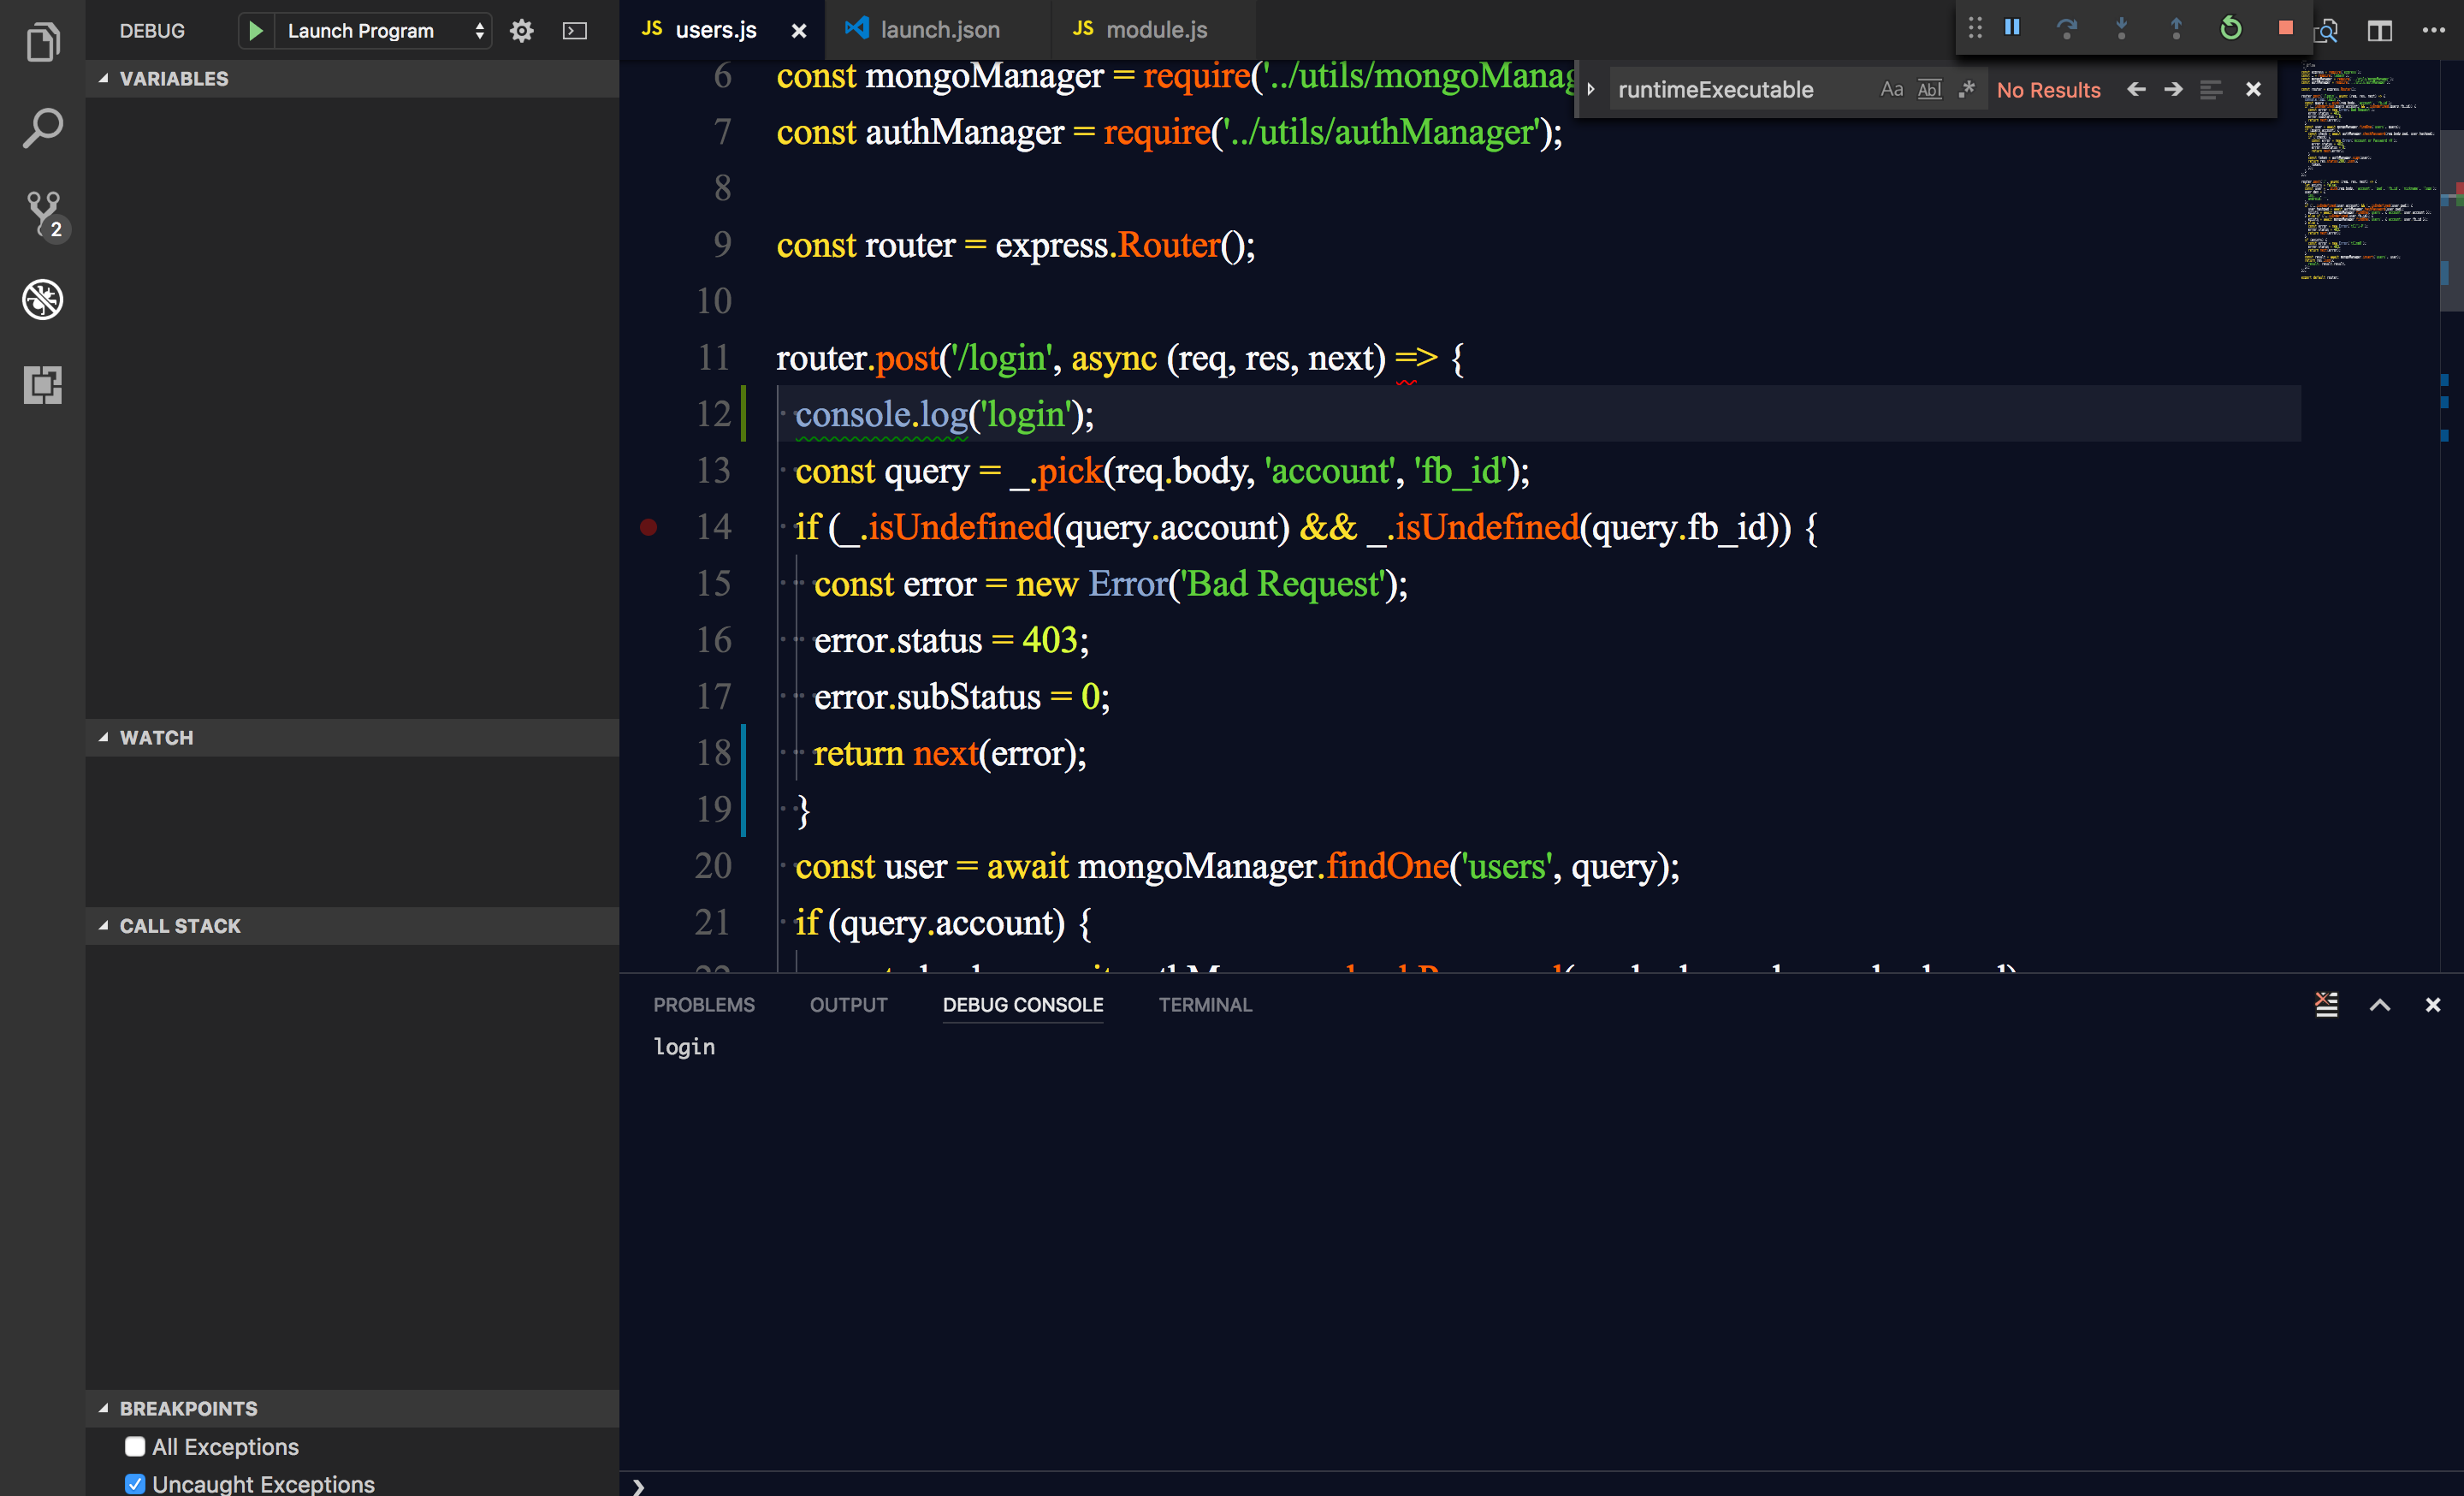 DEBUG
Launch Program
VARIABLES
WATCH
CALL STACK
BREAKPOINTS
All Exceptions
Uncaught Exceptions
2
JS users.js
launch.json
JS module.js
runtimeExecutable
Aa Abl .*
No Results
6 const mongoManager = require('../utils/mongoManag
7 const authManager = require('../utils/authManager');
8
9 const router = express.Router();
10
11 router.post('/login', async (req, res, next) => {
12 console.log('login');
13 const query = _.pick(req.body, 'account', 'fb_id');
14 if (_.isUndefined(query.account) && _.isUndefined(query.fb_id)) {
15 const error = new Error('Bad Request');
16 error.status = 403;
17 error.subStatus = 0;
18 return next(error);
19 }
20 const user = await mongoManager.findOne('users', query);
21 if (query.account) {
PROBLEMS
OUTPUT
DEBUG CONSOLE
TERMINAL
login